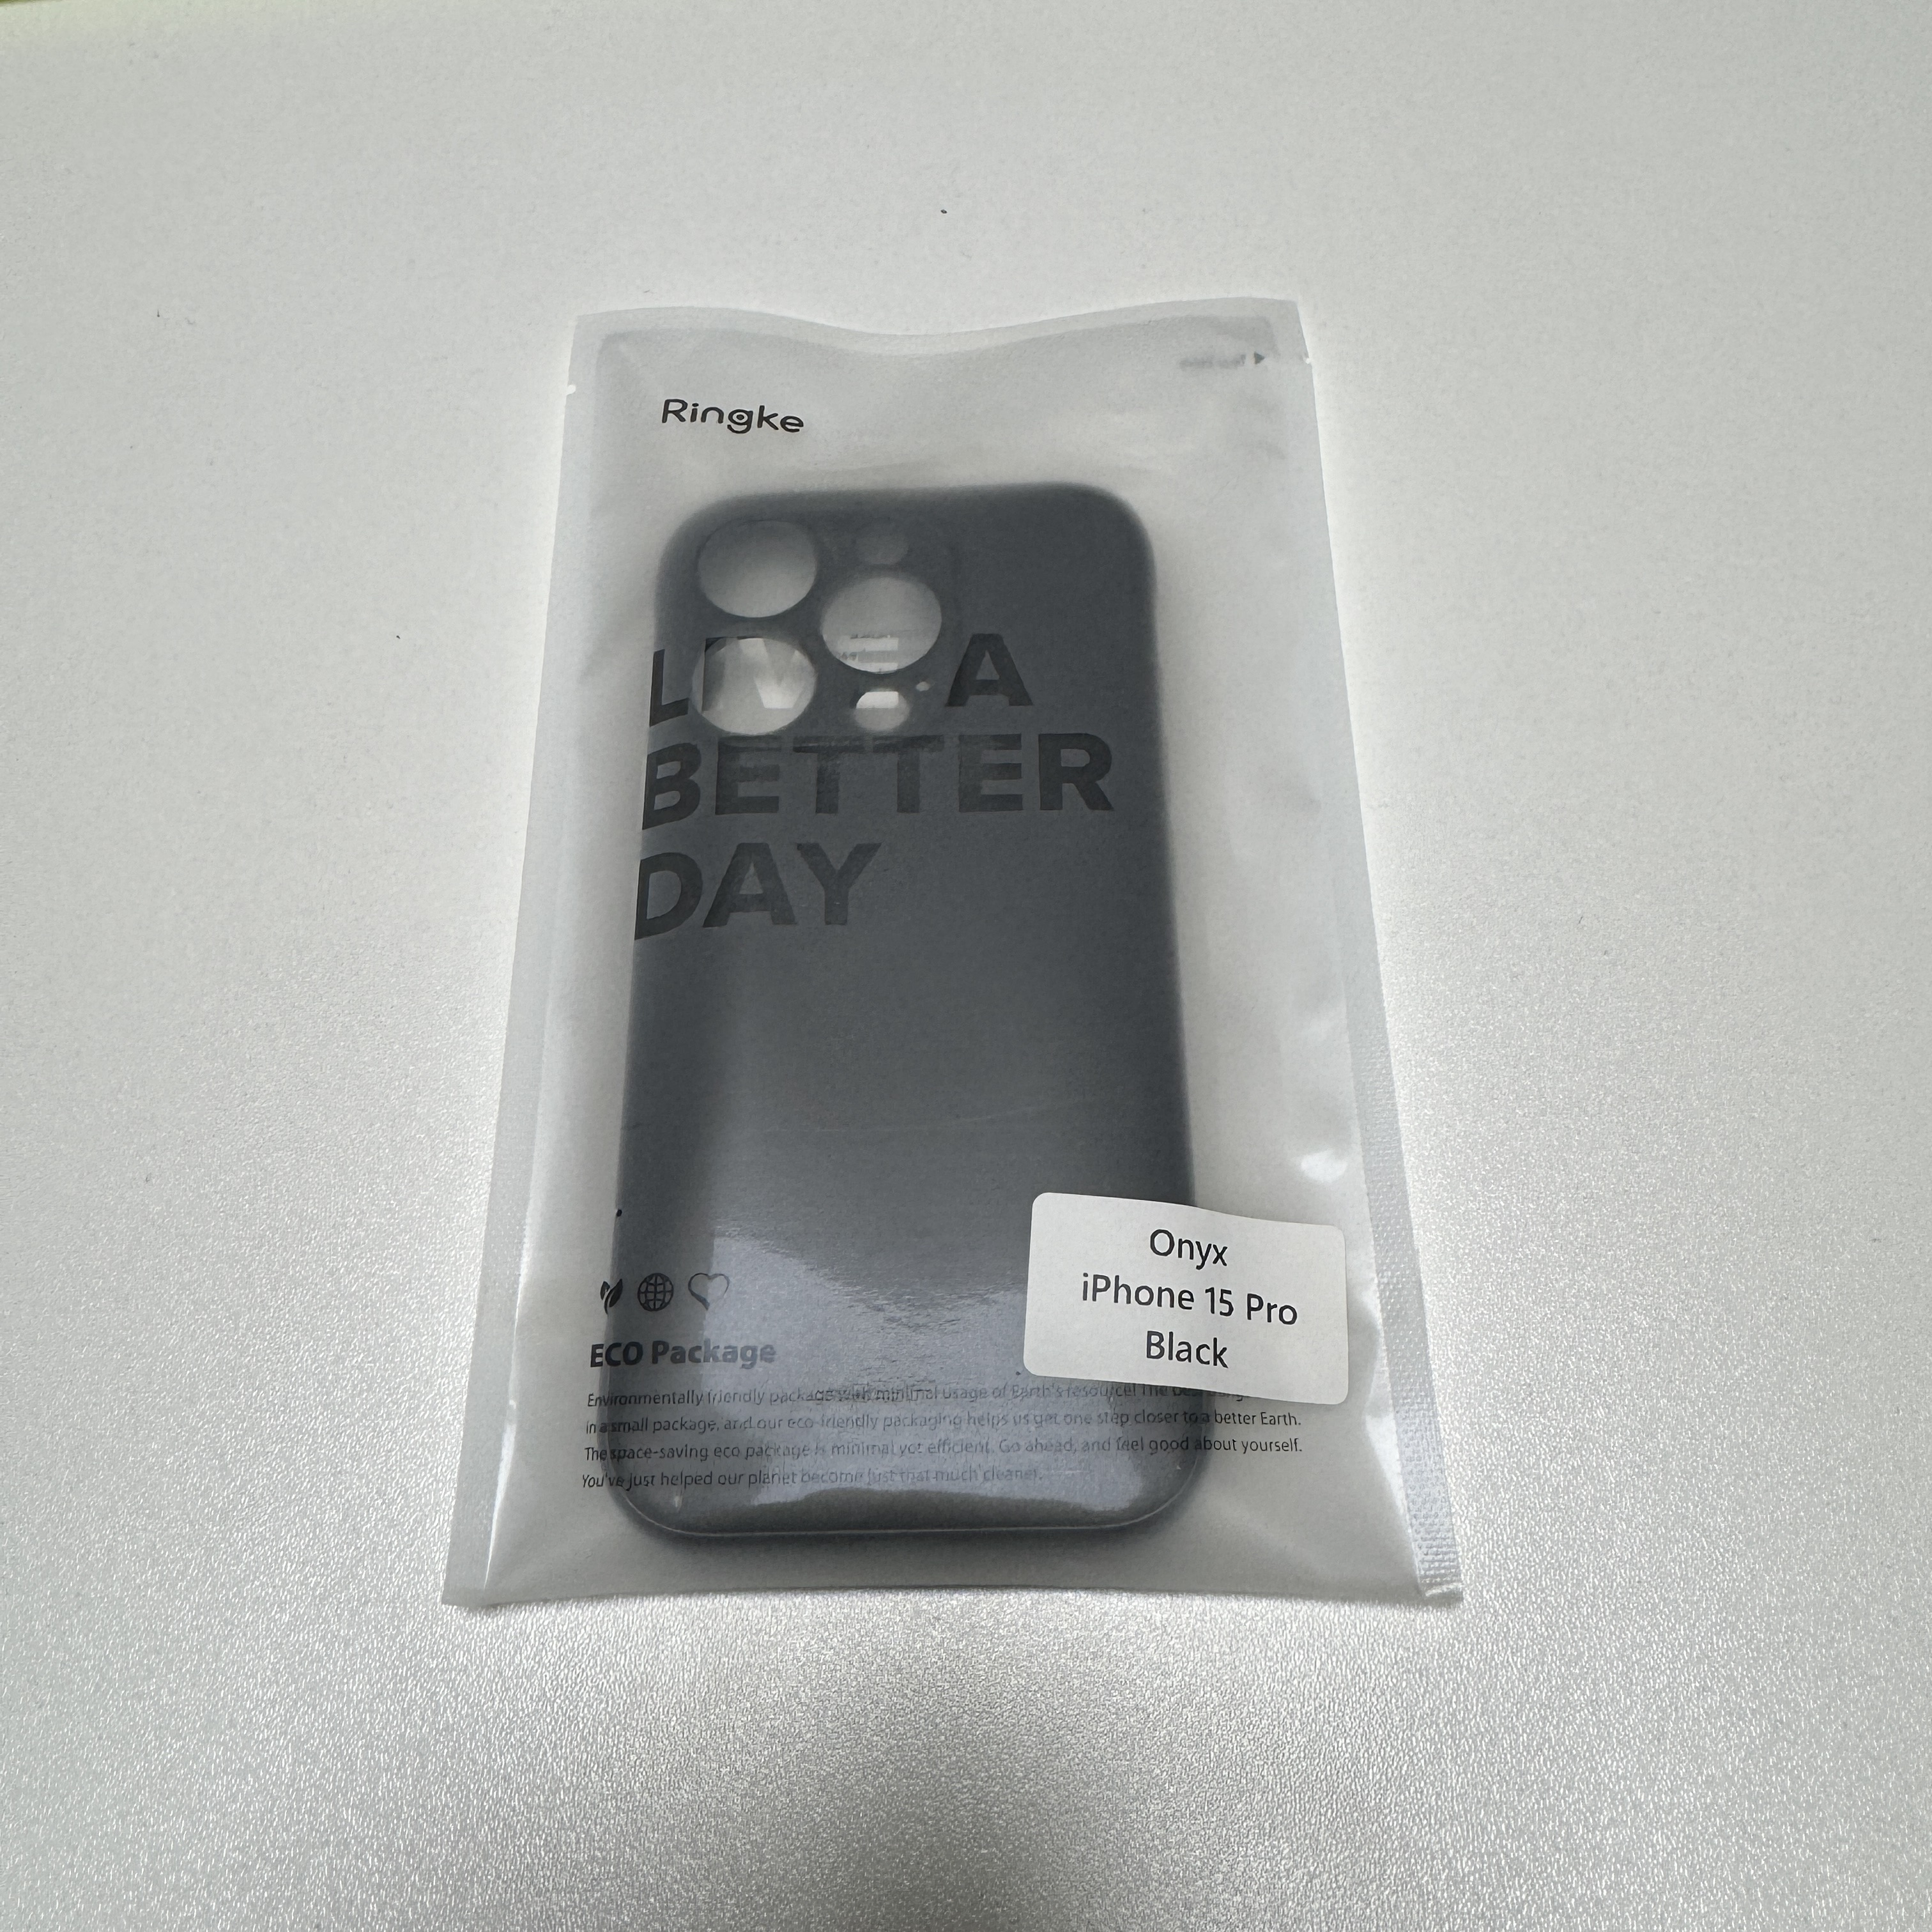 Ringke
LIVE A
BETTER
DAY
Onyx
iPhone 15 Pro
Black
ECO Package
Environmentally friendly package with minimal usage of Earth's resource! The
in a small package, and our eco-friendly packaging helps us get one step closer to a better Earth.
The space-saving eco package is minimal yet efficient. Go ahead, and feel good about yourself.
You've just helped our planet become just that much cleaner.